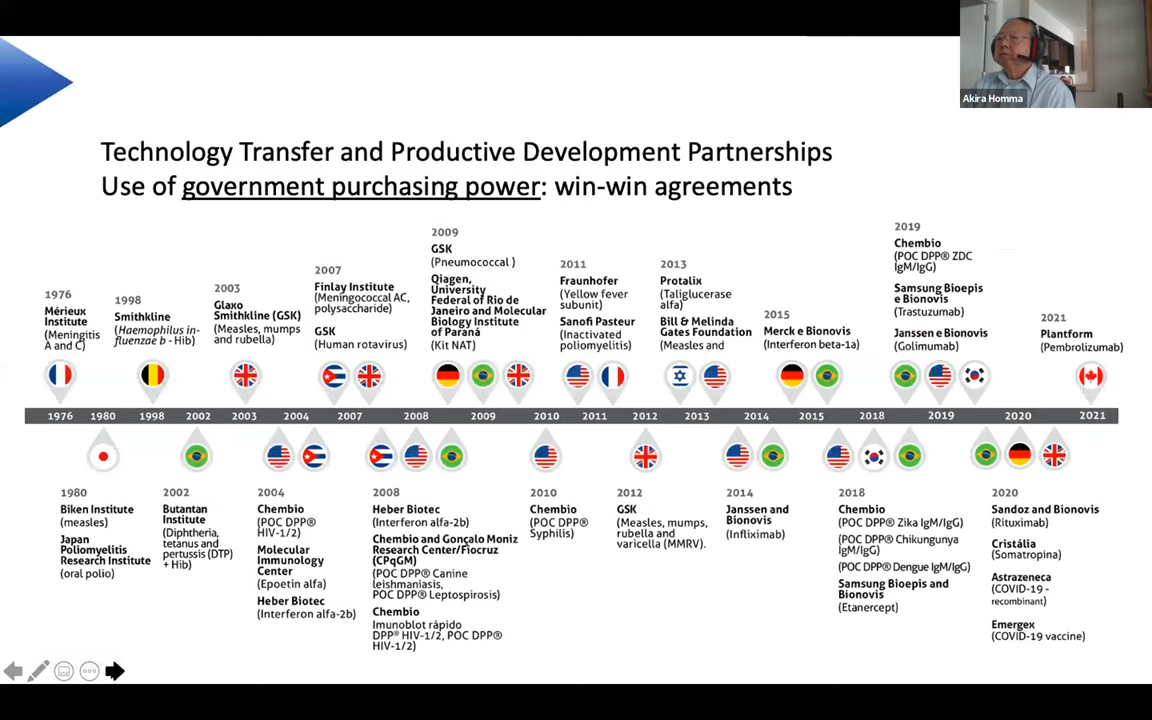 Akira Homma
Technology Transfer and Productive Development Partnerships
Use of government purchasing power: win-win agreements
1976
Mérieux
Institute
(Meningitis
A and C)
1998
Smithkline
(Haemophilus in-
fluenzae b - Hib)
2003
Glaxo
Smithkline (GSK)
(Measles, mumps
and rubella)
2007
Finlay Institute
(Meningococcal AC,
polysaccharide)
GSK
(Human rotavirus)
2009
GSK
(Pneumococcal )
Qiagen,
University
Federal of Rio de
Janeiro and Molecular
Biology Institute
of Paraná
(Kit NAT)
2011
Fraunhofer
(Yellow fever
subunit)
Sanofi Pasteur
(Inactivated
poliomyelitis)
2013
Protalix
(Taliglucerase
alfa)
Bill & Melinda
Gates Foundation
(Measles and
2015
Merck e Bionovis
(Interferon beta-1a)
2019
Chembio
(POC DPP® ZDC
IgM/IgG)
Samsung Bioepis
e Bionovis
(Trastuzumab)
Janssen e Bionovis
(Golimumab)
2021
Plantform
(Pembrolizumab)
1976 1980 1998 2002 2003 2004 2007 2008 2009 2010 2011 2012 2013 2014 2015 2018 2019 2020 2021
1980
Biken Institute
(measles)
Japan
Poliomyelitis
Research Institute
(oral polio)
2002
Butantan
Institute
(Diphtheria,
tetanus and
pertussis (DTP)
+ Hib)
2004
Chembio
(POC DPP®
HIV-1/2)
Molecular
Immunology
Center
(Epoetin alfa)
Heber Biotec
(Interferon alfa-2b)
2008
Heber Biotec
(Interferon alfa-2b)
Chembio and Gonçalo Moniz
Research Center/Fiocruz
(CPqGM)
(POC DPP® Canine
leishmaniasis,
POC DPP® Leptospirosis)
Chembio
Imunoblot rápido
DPP® HIV-1/2, POC DPP®
HIV-1/2)
2010
Chembio
(POC DPP®
Syphilis)
2012
GSK
(Measles, mumps,
rubella and
varicella (MMRV).
2014
Janssen and
Bionovis
(Infliximab)
2018
Chembio
(POC DPP® Zika IgM/IgG)
(POC DPP® Chikungunya
IgM/IgG)
(POC DPP® Dengue IgM/IgG)
Samsung Bioepis and
Bionovis
(Etanercept)
2020
Sandoz and Bionovis
(Rituximab)
Cristália
(Somatropina)
Astrazeneca
(COVID-19 -
recombinant)
Emergex
(COVID-19 vaccine)